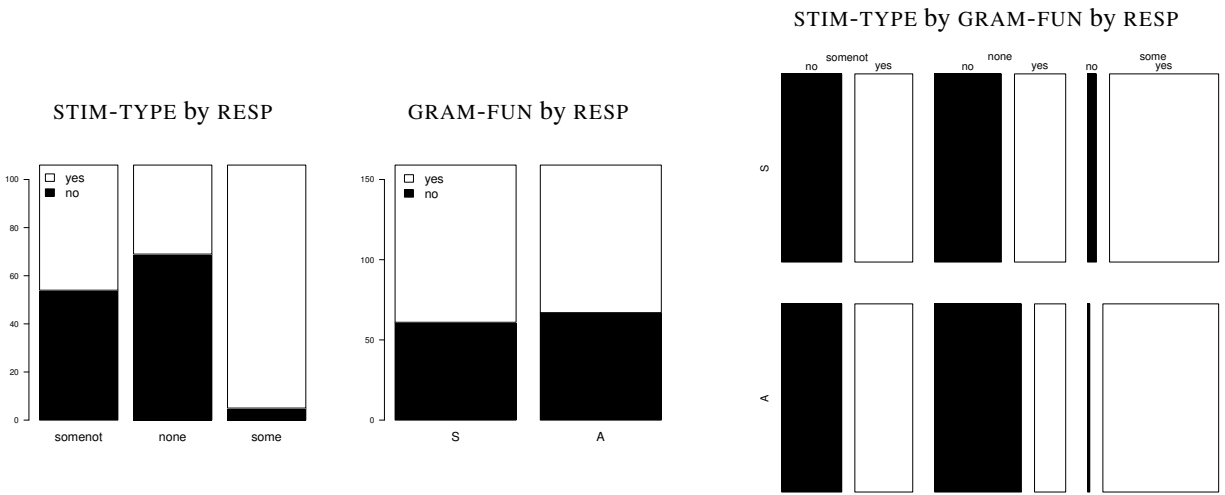 STIM-TYPE by RESP
yes
no
100
80
60
40
20
0
somenot none some
GRAM-FUN by RESP
yes
no
150
100
50
0
S A
STIM-TYPE by GRAM-FUN by RESP
somenot none some
no yes no yes no yes
S
A